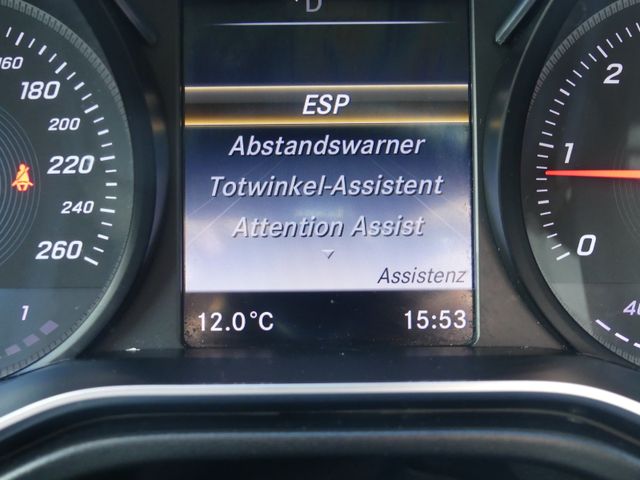 D
ESP
Abstandswarner
Totwinkel-Assistent
Attention Assist
Assistenz
12.0°C
15:53
160
180
200
220
240
260
1
2
1
0